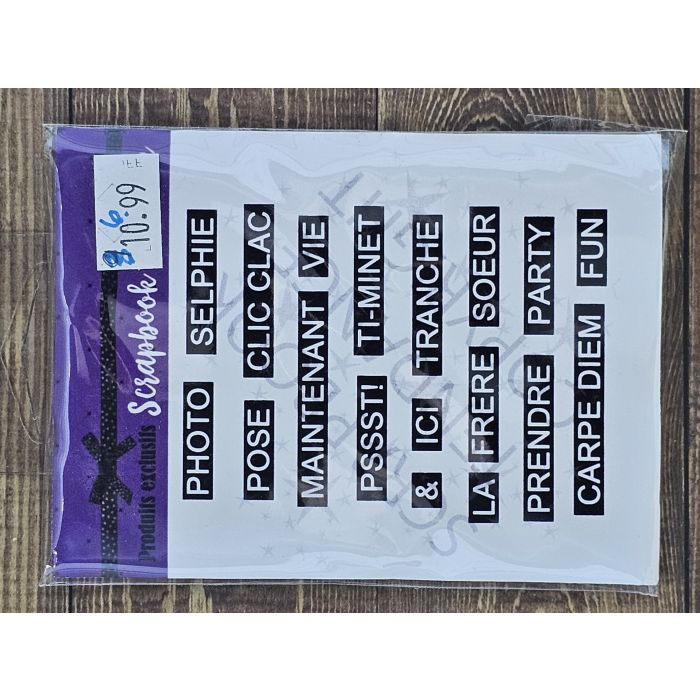 Produits exclusifs Scrapbook
10.99
PHOTO SELPHIE
POSE CLIC CLAC
MAINTENANT VIE
PSSST! TI-MINET
& ICI TRANCHE
LA FRÈRE SOEUR
PRENDRE PARTY
CARPE DIEM FUN